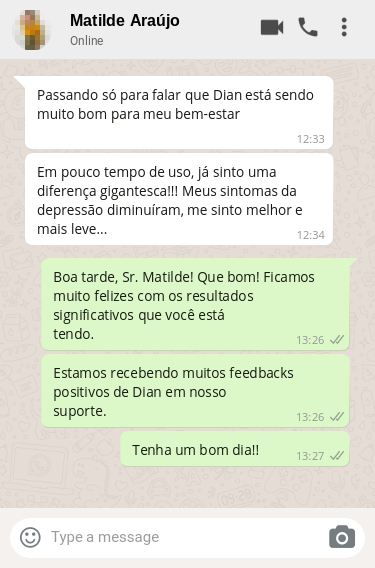 Matilde Araújo
Online
Passando só para falar que Dian está sendo
muito bom para meu bem-estar
12:33
Em pouco tempo de uso, já sinto uma
diferença gigantesca!!! Meus sintomas da
depressão diminuíram, me sinto melhor e
mais leve...
12:34
Boa tarde, Sr. Matilde! Que bom! Ficamos
muito felizes com os resultados
significativos que você está
tendo.
13:26
Estamos recebendo muitos feedbacks
positivos de Dian em nosso
suporte.
13:26
Tenha um bom dia!!
13:27
Type a message